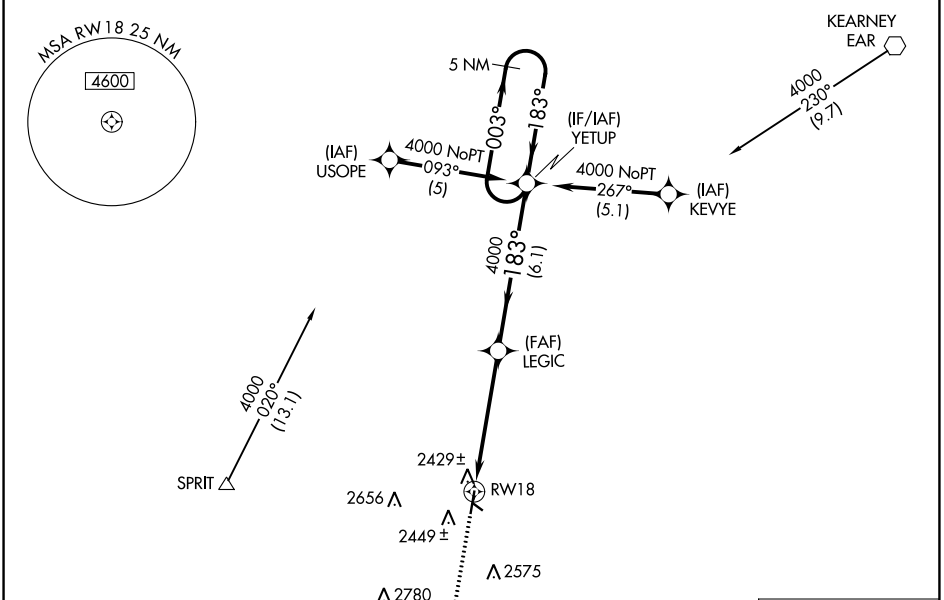 MSA RW18 25 NM
4600
KEARNEY
EAR
4000
230°
(9.7)
5 NM
003°
183°
(IF/IAF)
YETUP
(IAF)
USOPE
4000 NoPT
093°
(5)
4000 NoPT
267°
(5.1)
(IAF)
KEVYE
4000
183°
(6.1)
(FAF)
LEGIC
4000
020°
(13.1)
SPRIT
2429±
RW18
2656
2449±
2575
2780